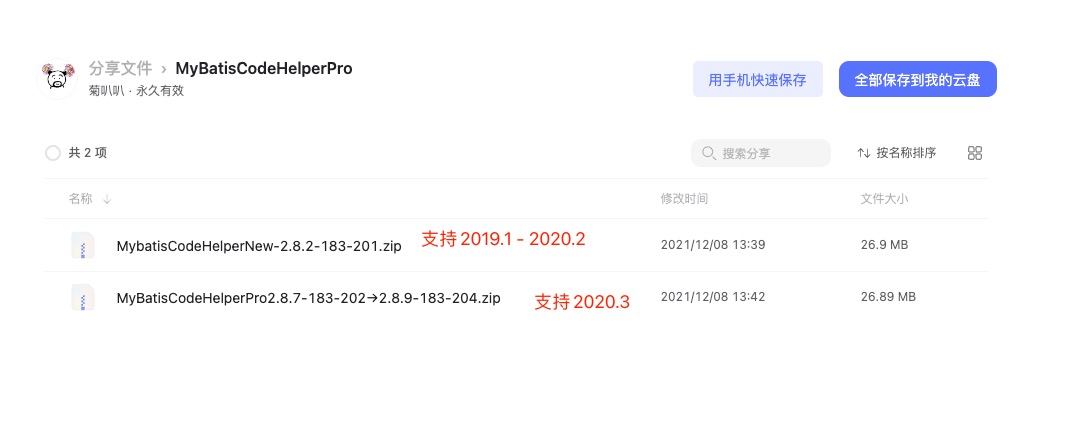 分享文件 › MyBatisCodeHelperPro
菊叭叭 · 永久有效
用手机快速保存
全部保存到我的云盘
共 2 项
搜索分享
按名称排序
名称
修改时间
文件大小
MybatisCodeHelperNew-2.8.2-183-201.zip
支持 2019.1 - 2020.2
2021/12/08 13:39
26.9 MB
MyBatisCodeHelperPro2.8.7-183-202→2.8.9-183-204.zip
支持 2020.3
2021/12/08 13:42
26.89 MB